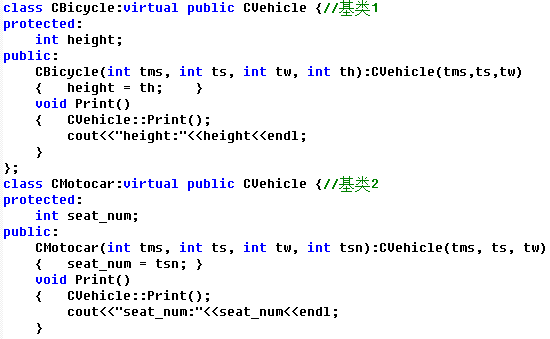 class CBicycle:virtual public CVehicle {//基类1
protected:
    int height;
public:
    CBicycle(int tms, int ts, int tw, int th):CVehicle(tms,ts,tw)
    {   height = th;    }
    void Print()
    {   CVehicle::Print();
        cout<<"height:"<<height<<endl;
    }
};
class CMotocar:virtual public CVehicle {//基类2
protected:
    int seat_num;
public:
    CMotocar(int tms, int ts, int tw, int tsn):CVehicle(tms, ts, tw)
    {   seat_num = tsn; }
    void Print()
    {   CVehicle::Print();
        cout<<"seat_num:"<<seat_num<<endl;
    }